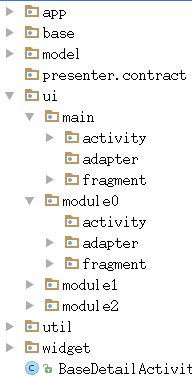 app
base
model
presenter.contract
ui
main
activity
adapter
fragment
module0
activity
adapter
fragment
module1
module2
util
widget
C BaseDetailActivit